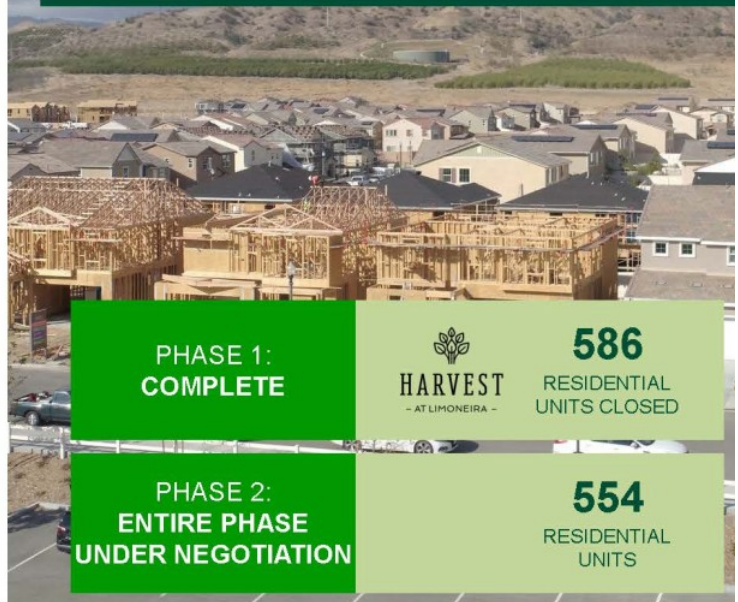 PHASE 1:
COMPLETE
HARVEST
- AT LIMONEIRA -
586
RESIDENTIAL
UNITS CLOSED
PHASE 2:
ENTIRE PHASE
UNDER NEGOTIATION
554
RESIDENTIAL
UNITS